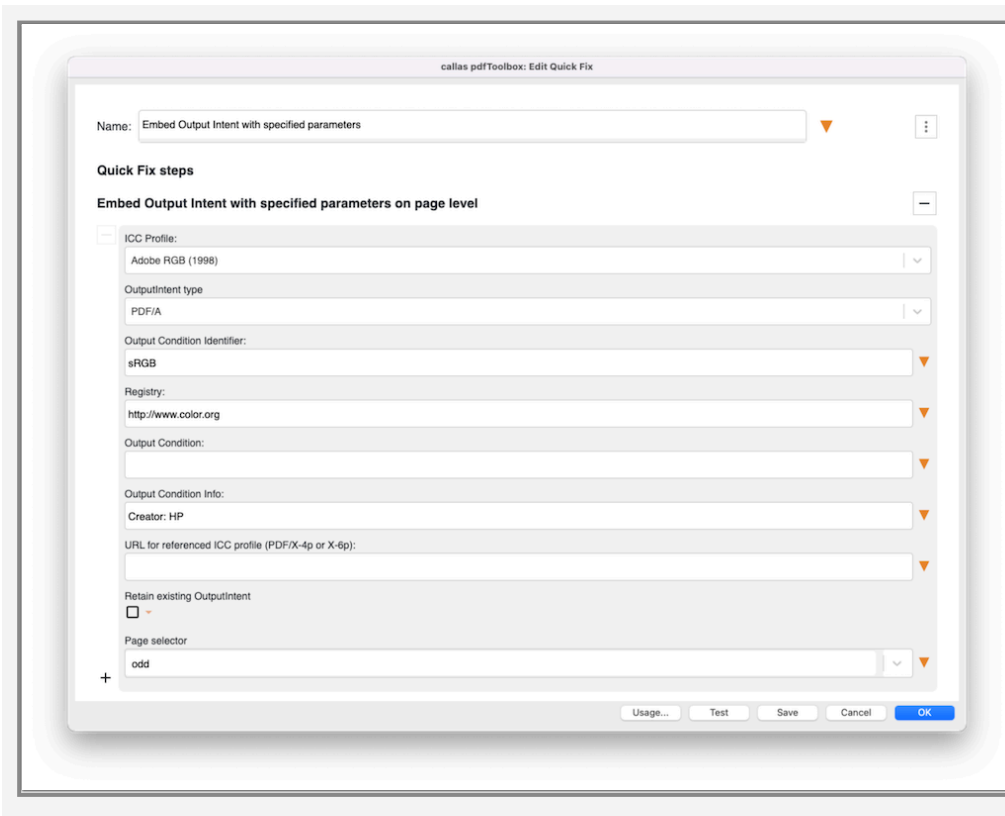 callas pdfToolbox: Edit Quick Fix
Name: Embed Output Intent with specified parameters
Quick Fix steps
Embed Output Intent with specified parameters on page level
ICC Profile:
Adobe RGB (1998)
OutputIntent type
PDF/A
Output Condition Identifier:
sRGB
Registry:
http://www.color.org
Output Condition:
Output Condition Info:
Creator: HP
URL for referenced ICC profile (PDF/X-4p or X-6p):
Retain existing OutputIntent
Page selector
odd
Usage... Test Save Cancel OK